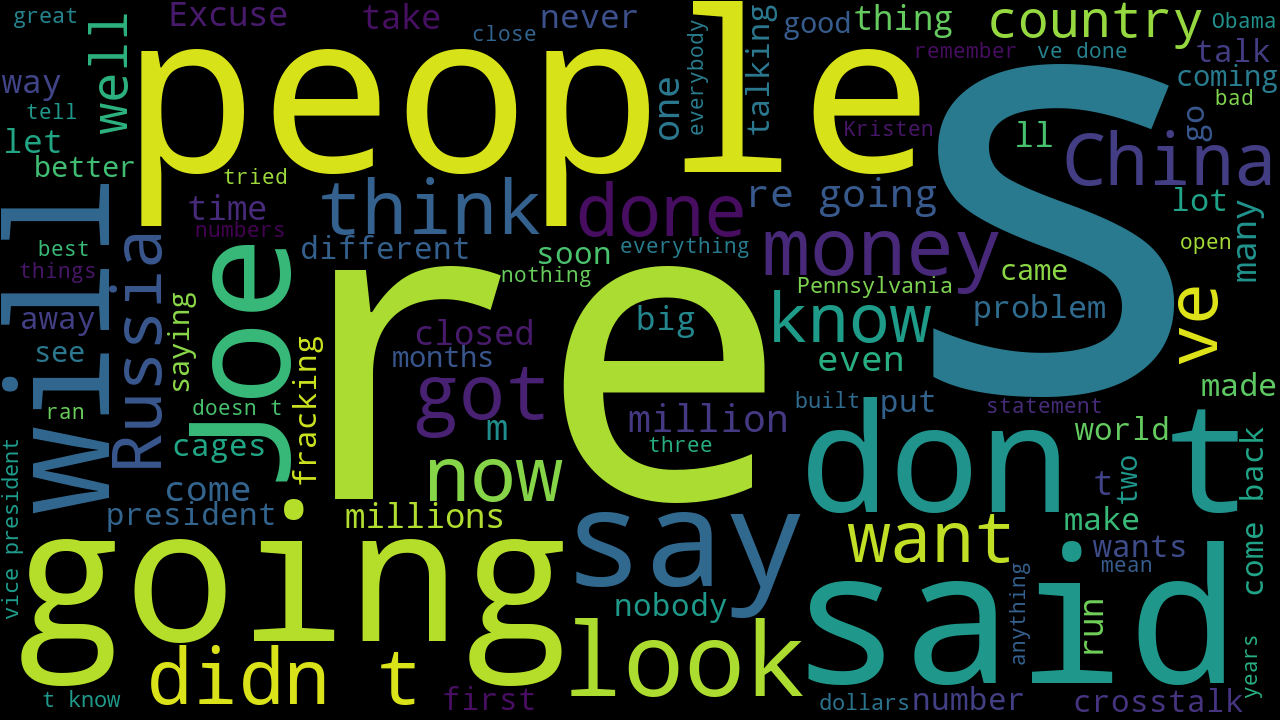 great
Excuse
take
close
never
everybody
talking
good
thing
country
Obama
people
s
way
well
one
remember
ve done
talk
tell
coming
bad
let
Kristen
ll
go
China
better
tried
think
done
re going
lot
many
will
Russia
time
numbers
best
different
soon
everything
money
open
things
Joe
re
nothing
Pennsylvania
came
away
saying
closed
big
know
problem
ve
see
fracking
months
even
ran
doesn t
got
million
built
put
statement
made
cages
m
three
don t
world
vice president
come
now
two
t
come back
president
millions
say
want
make
wants
mean
going
nobody
said
anything
run
didn t
look
years
t know
first
dollars
number
crosstalk